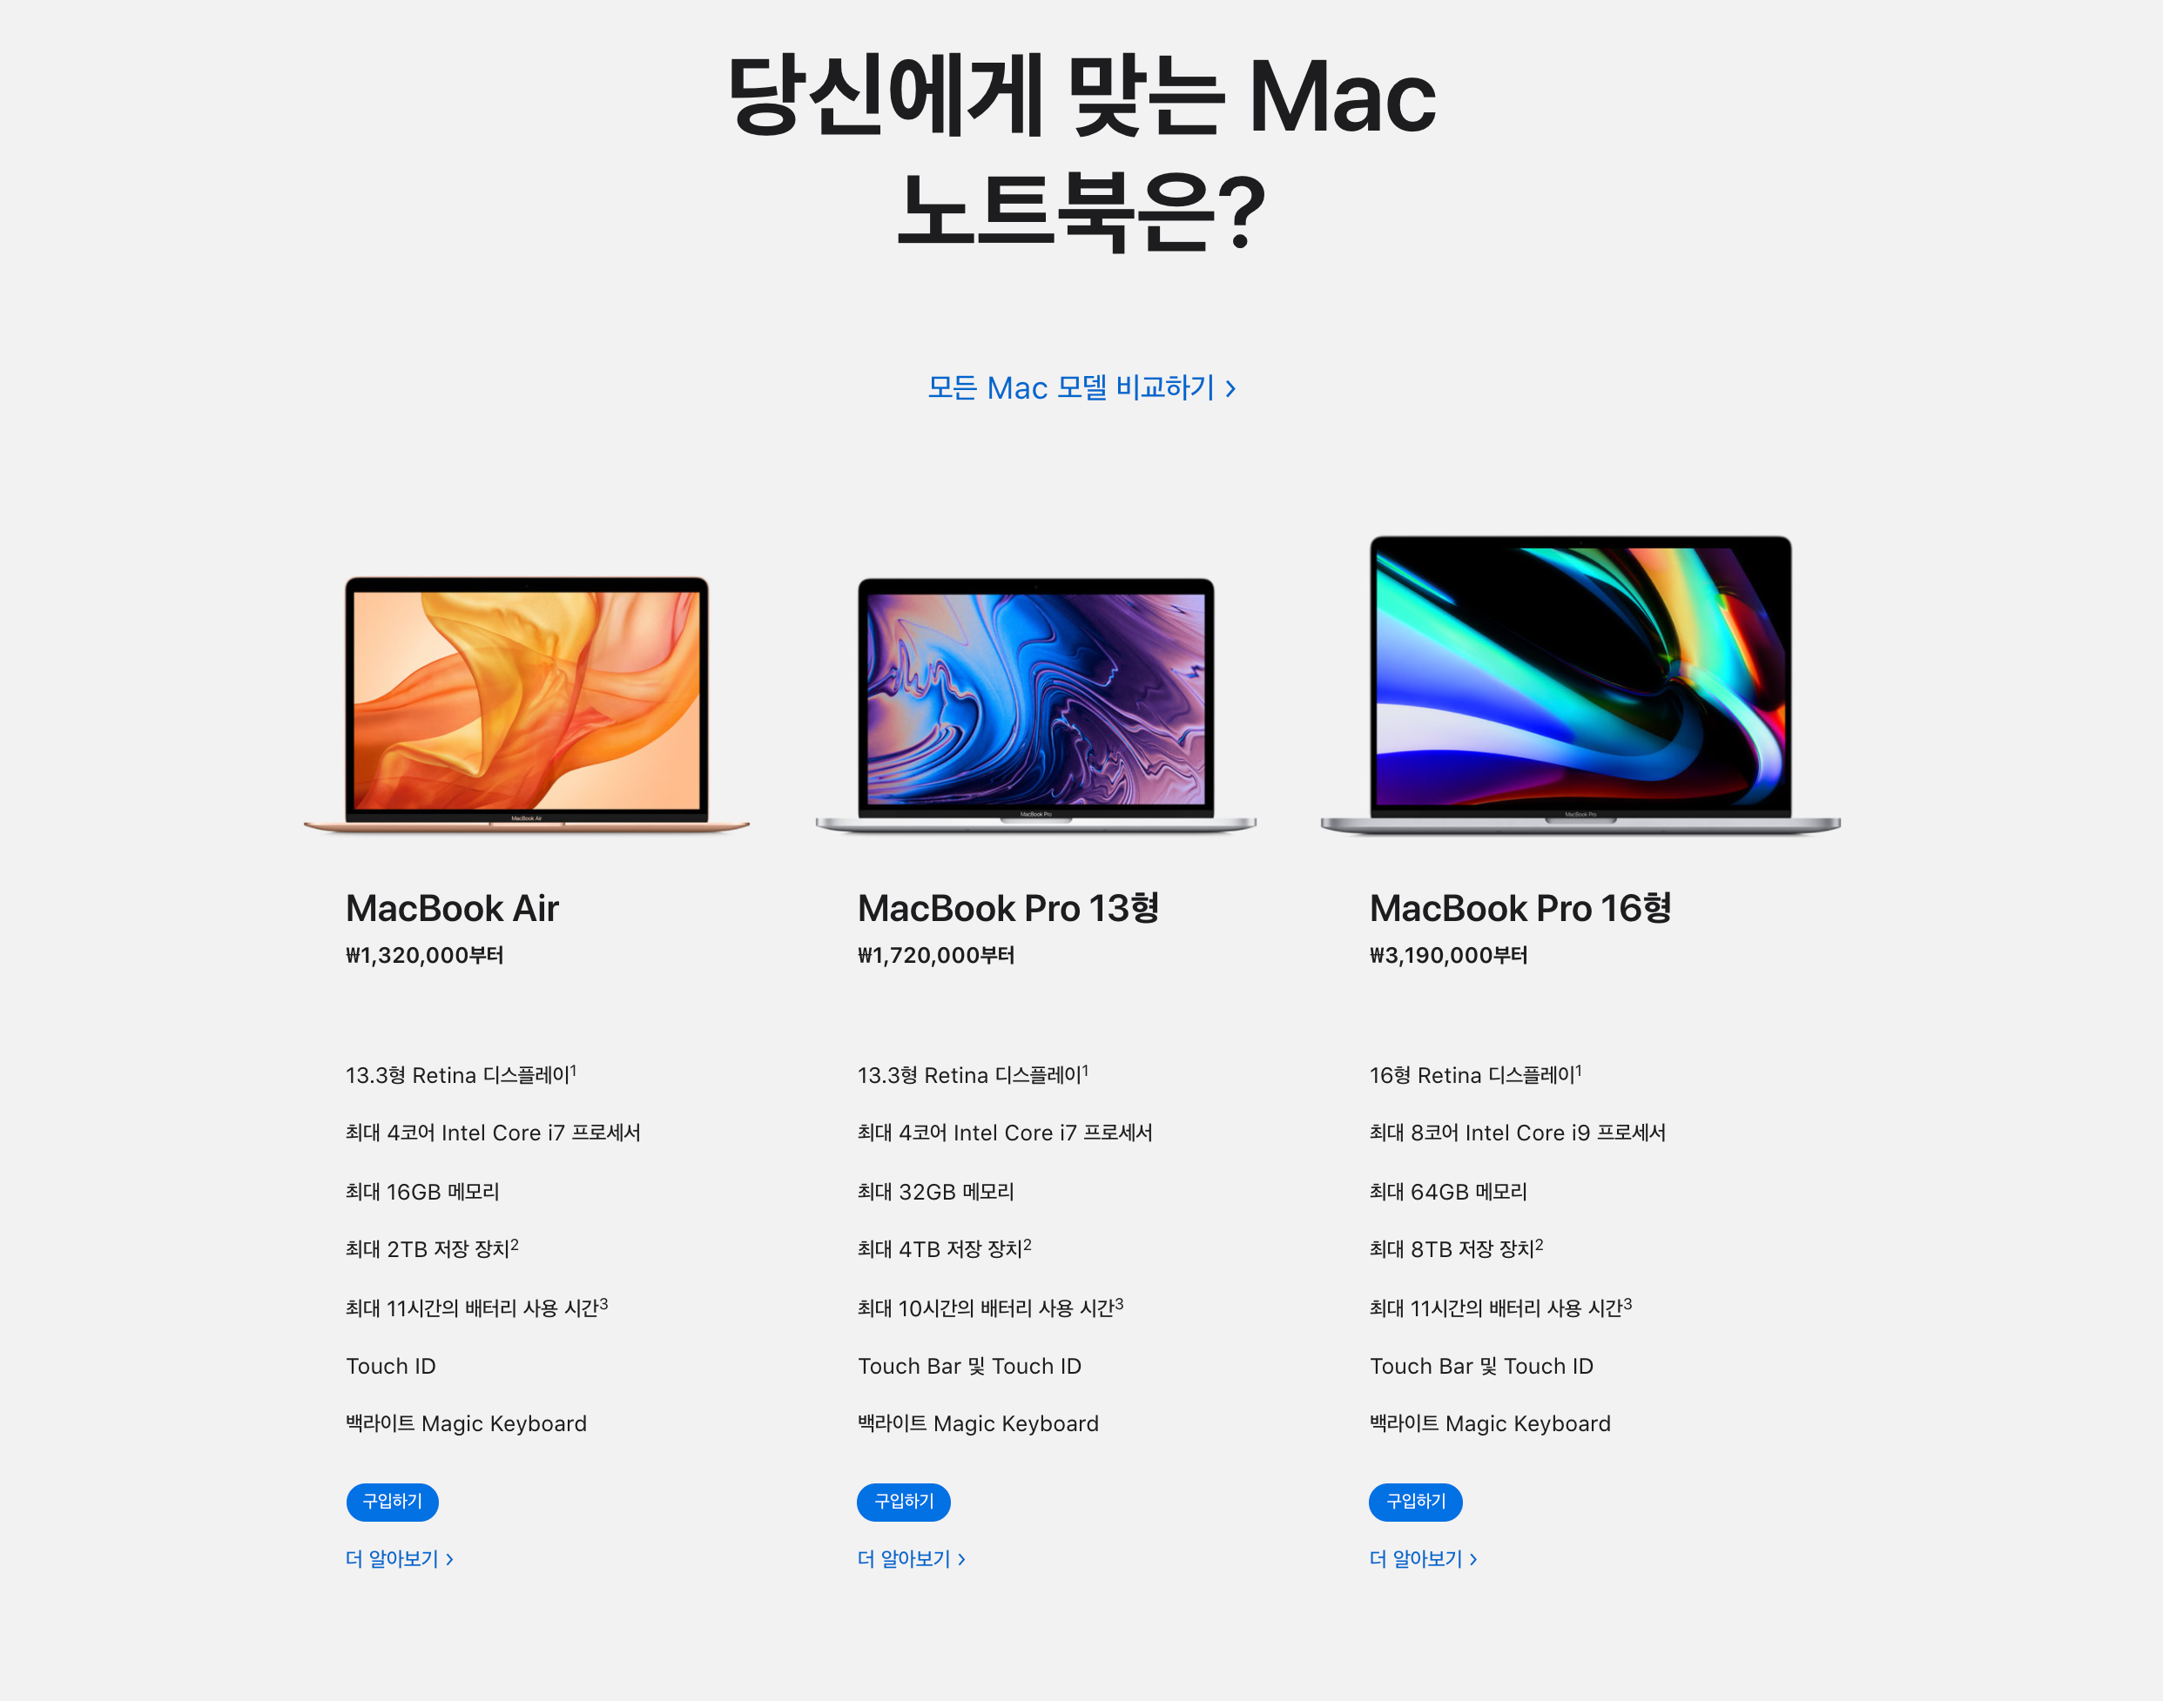 당신에게 맞는 Mac
노트북은?
모든 Mac 모델 비교하기 >
MacBook Air
MacBook Pro
MacBook Pro
MacBook Air
₩1,320,000부터
13.3형 Retina 디스플레이¹
최대 4코어 Intel Core i7 프로세서
최대 16GB 메모리
최대 2TB 저장 장치²
최대 11시간의 배터리 사용 시간³
Touch ID
백라이트 Magic Keyboard
구입하기
더 알아보기 >
MacBook Pro 13형
₩1,720,000부터
13.3형 Retina 디스플레이¹
최대 4코어 Intel Core i7 프로세서
최대 32GB 메모리
최대 4TB 저장 장치²
최대 10시간의 배터리 사용 시간³
Touch Bar 및 Touch ID
백라이트 Magic Keyboard
구입하기
더 알아보기 >
MacBook Pro 16형
₩3,190,000부터
16형 Retina 디스플레이¹
최대 8코어 Intel Core i9 프로세서
최대 64GB 메모리
최대 8TB 저장 장치²
최대 11시간의 배터리 사용 시간³
Touch Bar 및 Touch ID
백라이트 Magic Keyboard
구입하기
더 알아보기 >